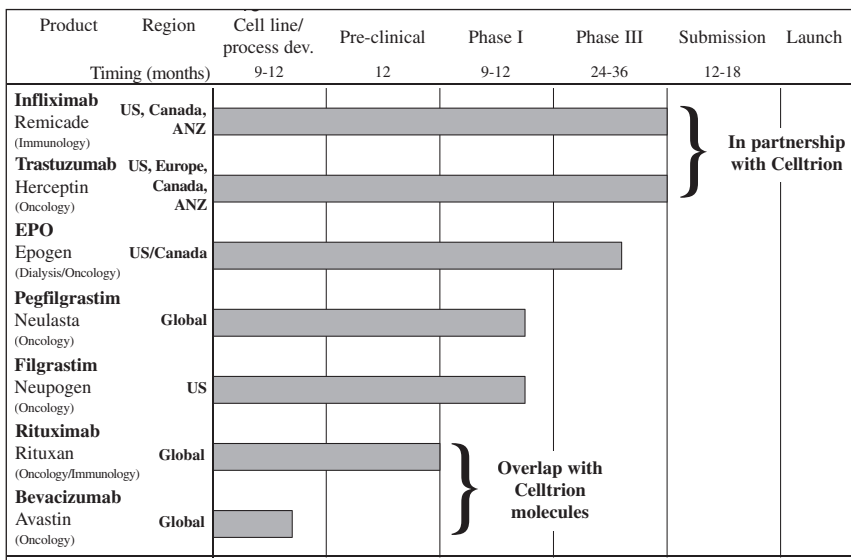 Product Region Cell line/ process dev. Pre-clinical Phase I Phase III Submission Launch
Timing (months) 9-12 12 9-12 24-36 12-18
Infliximab
Remicade
(Immunology)
US, Canada,
ANZ
In partnership
with Celltrion
Trastuzumab
Herceptin
(Oncology)
US, Europe,
Canada,
ANZ
EPO
Epogen
(Dialysis/Oncology)
US/Canada
Pegfilgrastim
Neulasta
(Oncology)
Global
Filgrastim
Neupogen
(Oncology)
US
Rituximab
Rituxan
(Oncology/Immunology)
Global
Overlap with
Celltrion
molecules
Bevacizumab
Avastin
(Oncology)
Global